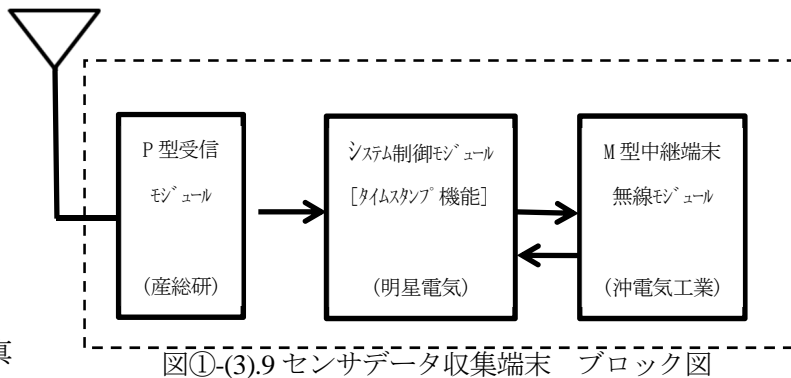 P型受信
モジュール
(産総研)
システム制御モジュール
[タイムスタンプ機能]
(明星電気)
M型中継端末
無線モジュール
(沖電気工業)
図①-(3).9 センサデータ収集端末　ブロック図